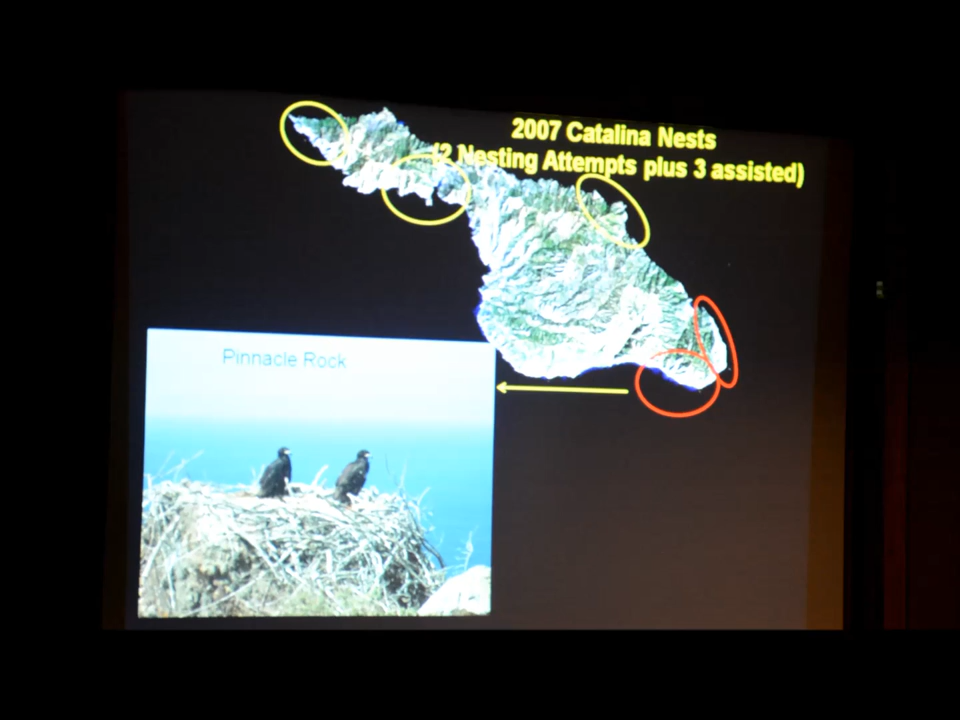 2007 Catalina Nests
(2 Nesting Attempts plus 3 assisted)
Pinnacle Rock